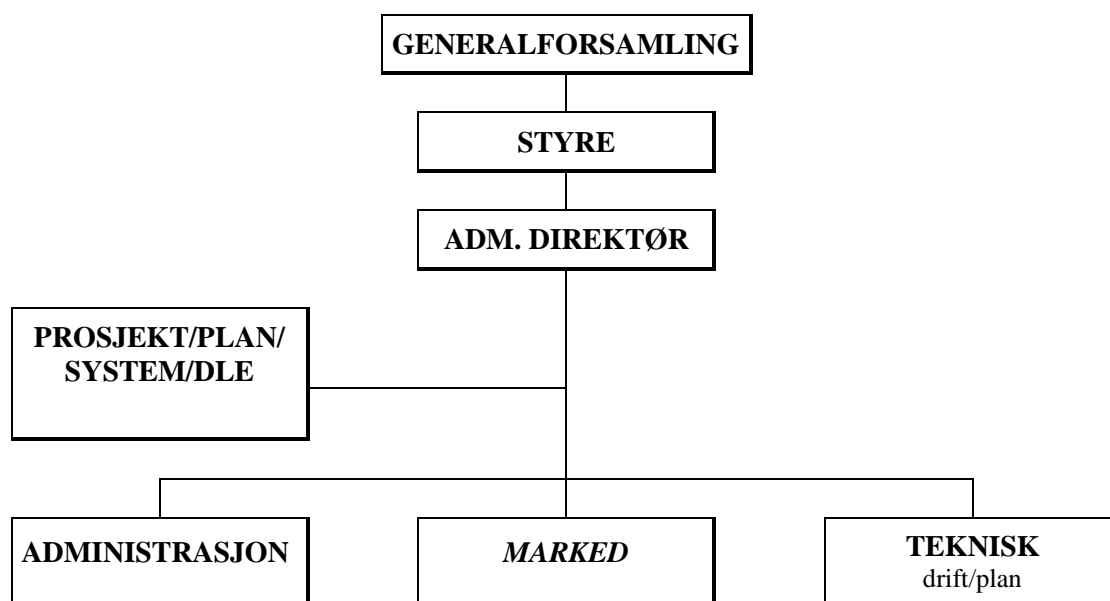 GENERALFORSAMLING
STYRE
ADM. DIREKTØR
PROSJEKT/PLAN/
SYSTEM/DLE
ADMINISTRASJON
MARKED
TEKNISK
drift/plan